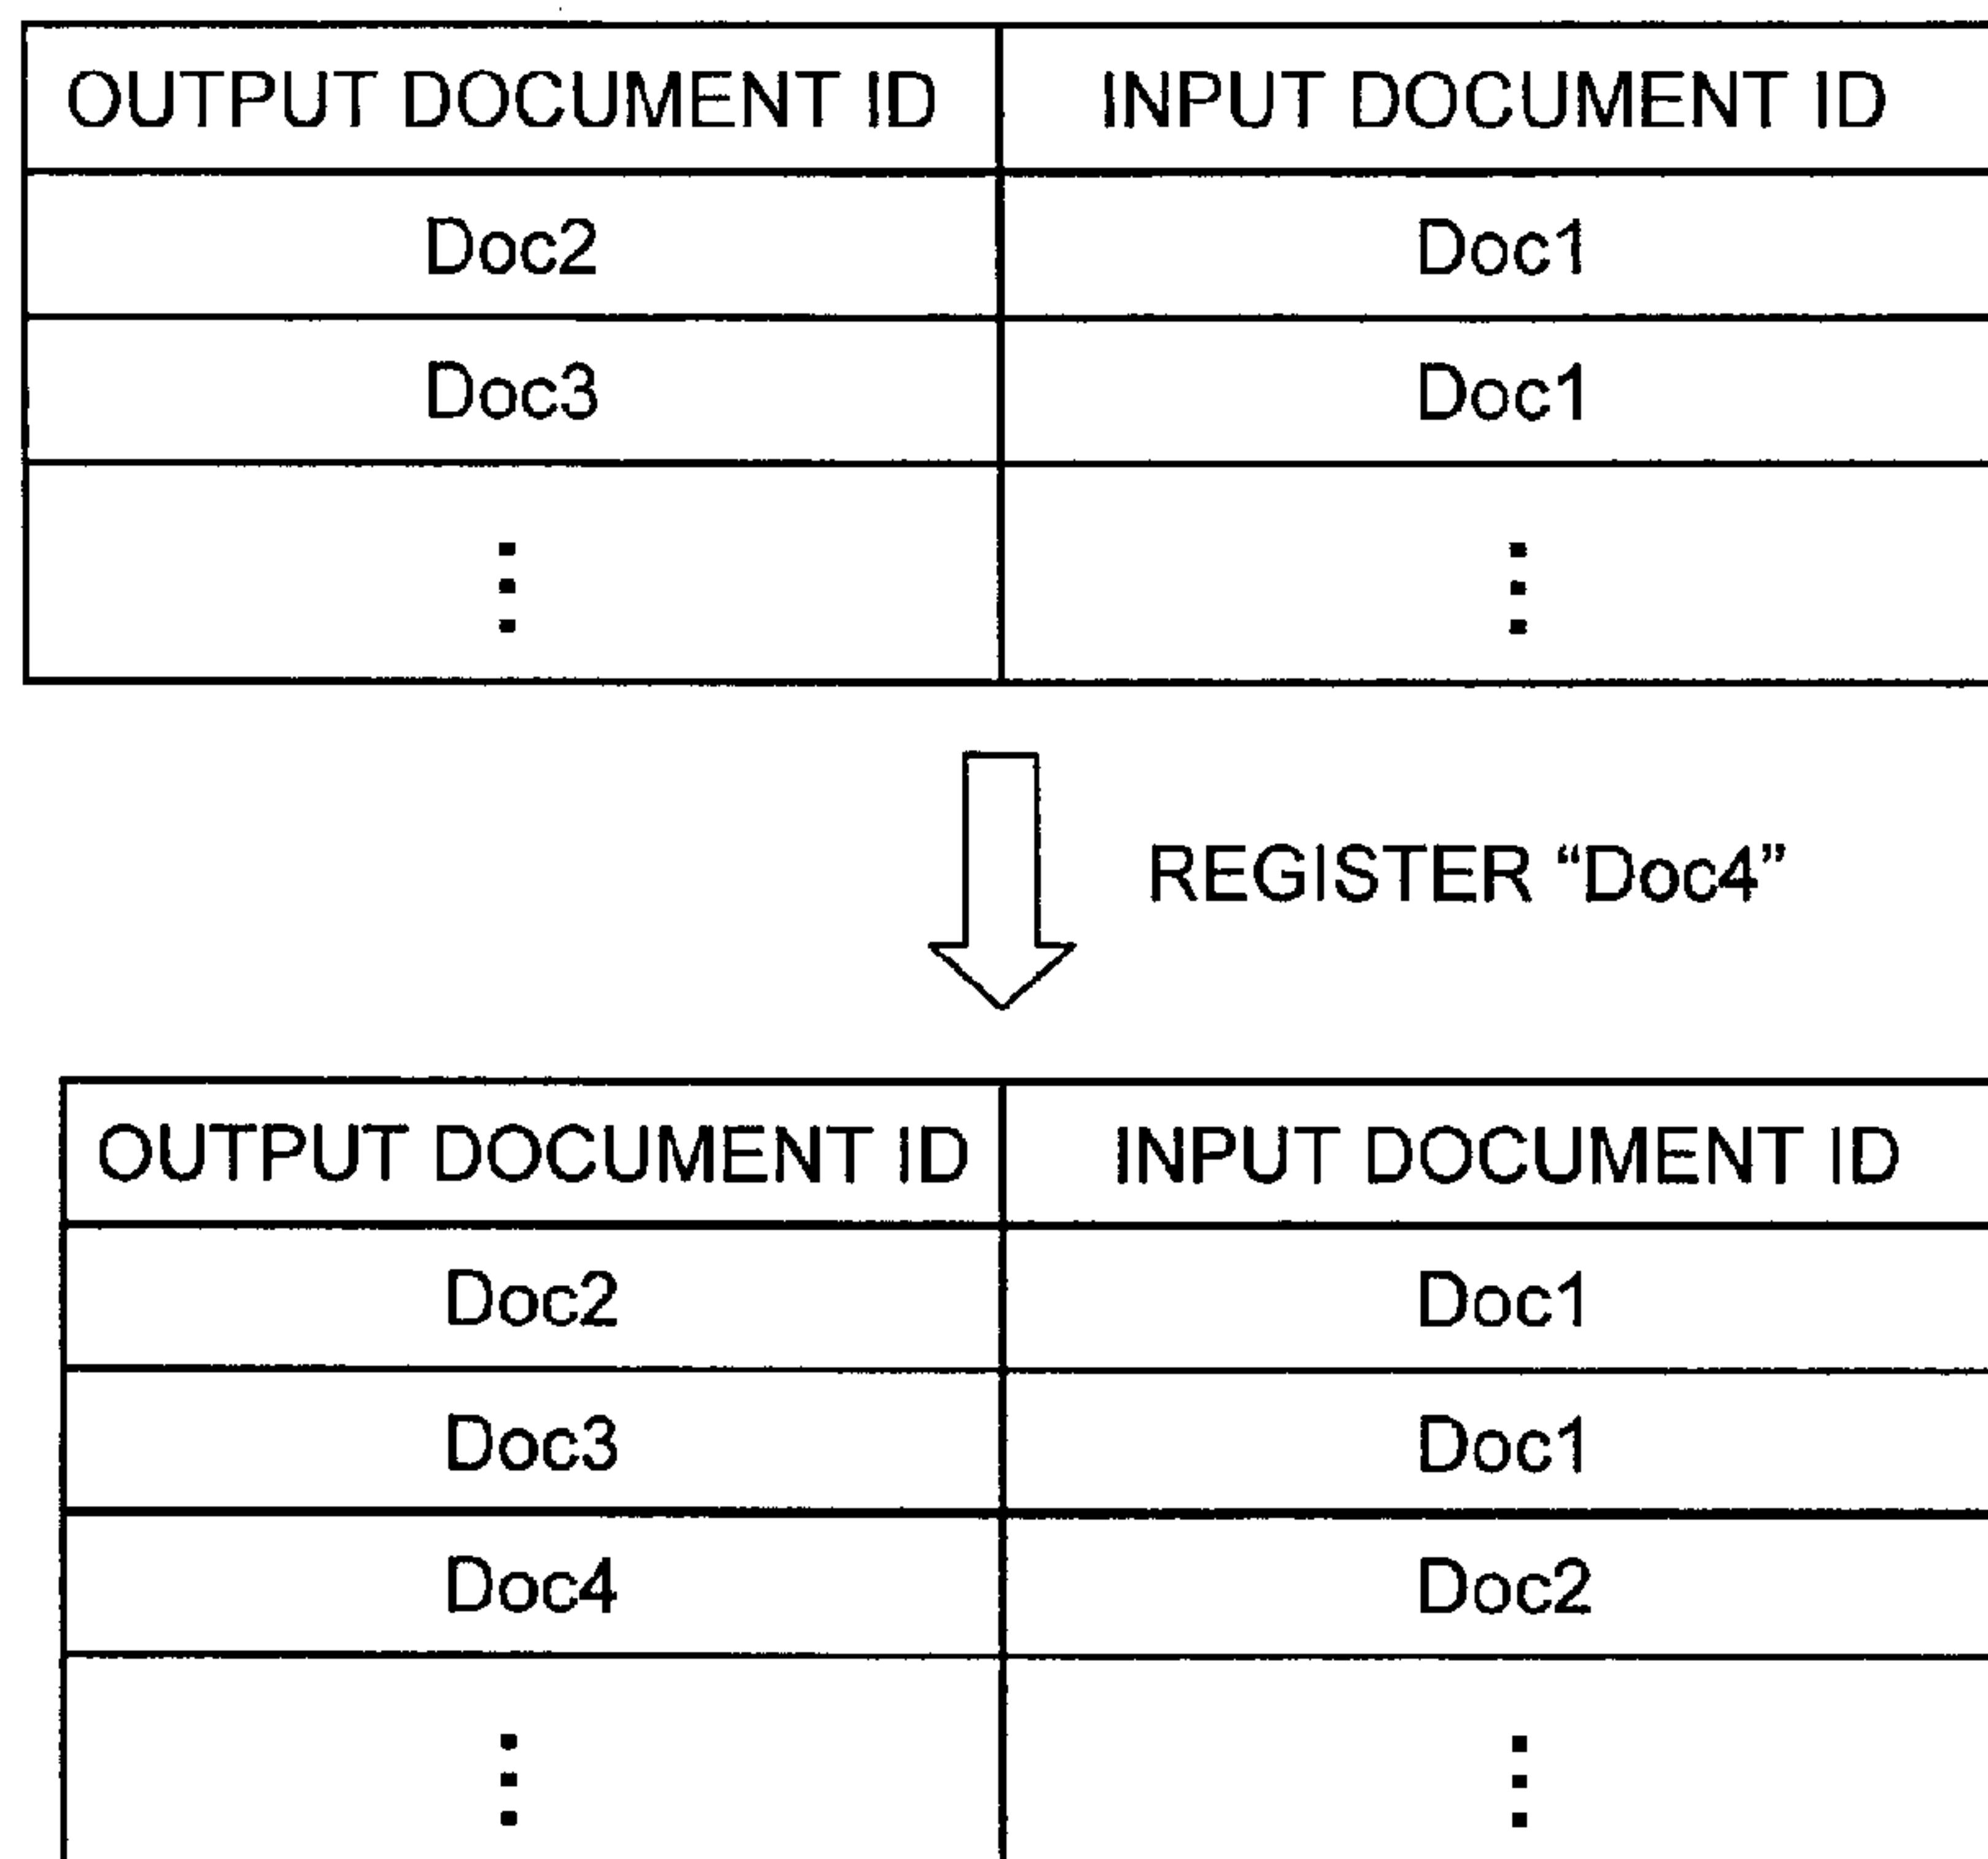 OUTPUT DOCUMENT ID INPUT DOCUMENT ID
Doc2 Doc1
Doc3 Doc1
REGISTER “Doc4”
OUTPUT DOCUMENT ID INPUT DOCUMENT ID
Doc2 Doc1
Doc3 Doc1
Doc4 Doc2